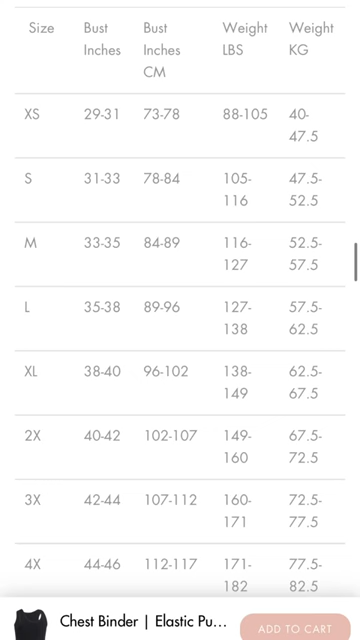 Size Bust Inches Bust Inches CM Weight LBS Weight KG
XS 29-31 73-78 88-105 40-47.5
S 31-33 78-84 105-116 47.5-52.5
M 33-35 84-89 116-127 52.5-57.5
L 35-38 89-96 127-138 57.5-62.5
XL 38-40 96-102 138-149 62.5-67.5
2X 40-42 102-107 149-160 67.5-72.5
3X 42-44 107-112 160-171 72.5-77.5
4X 44-46 112-117 171-182 77.5-82.5
Chest Binder | Elastic Pu...
ADD TO CART